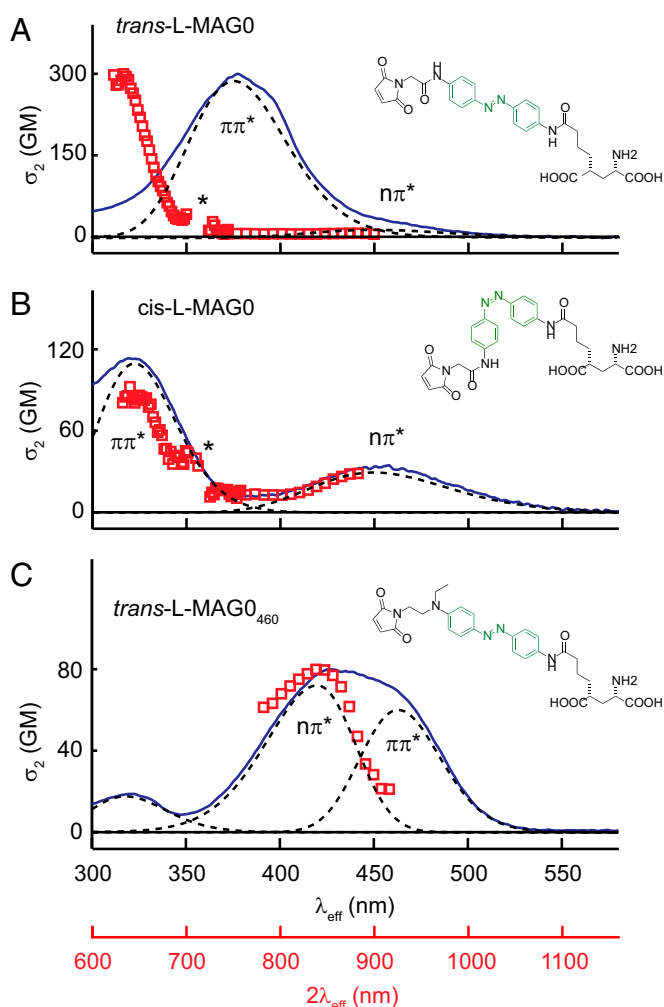 A
trans-L-MAG0
300
150
0
σ2 (GM)
ππ*
*
nπ*
N
O
O
O
H
N
N
N
N
H
O
HOOC
NH2
COOH
B
cis-L-MAG0
120
60
0
σ2 (GM)
ππ*
*
nπ*
N
N
O
N
H
O
N
O
O
N
H
HOOC
NH2
COOH
C
trans-L-MAG0460
80
40
0
σ2 (GM)
nπ*
ππ*
O
N
O
N
N
N
N
H
O
HOOC
NH2
COOH
300 350 400 450 500 550
λeff (nm)
600 700 800 900 1000 1100
2λeff (nm)